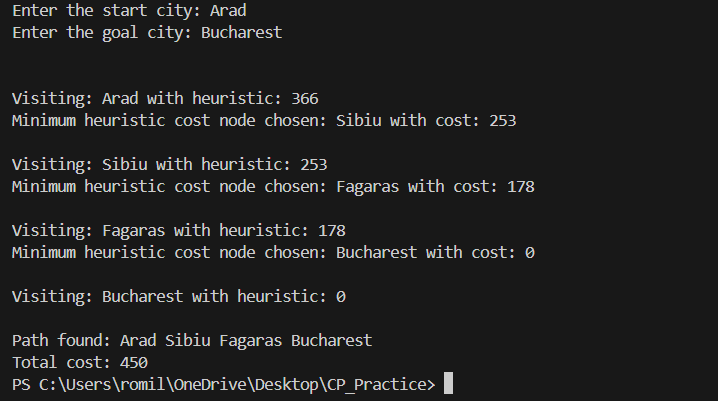 Enter the start city: Arad
Enter the goal city: Bucharest
Visiting: Arad with heuristic: 366
Minimum heuristic cost node chosen: Sibiu with cost: 253
Visiting: Sibiu with heuristic: 253
Minimum heuristic cost node chosen: Fagaras with cost: 178
Visiting: Fagaras with heuristic: 178
Minimum heuristic cost node chosen: Bucharest with cost: 0
Visiting: Bucharest with heuristic: 0
Path found: Arad Sibiu Fagaras Bucharest
Total cost: 450
PS C:\Users\romil\OneDrive\Desktop\CP_Practice>